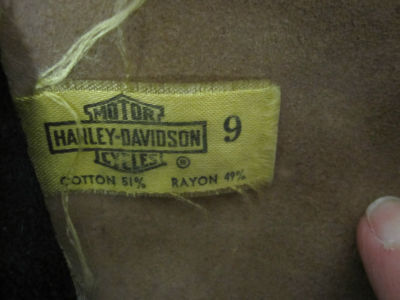 MOTOR
HARLEY-DAVIDSON 9
CYCLES ®
COTTON 51% RAYON 49%